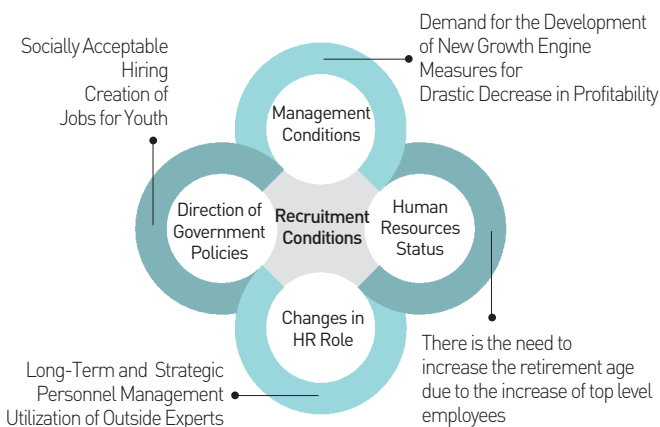 Demand for the Development
of New Growth Engine
Measures for
Drastic Decrease in Profitability
Socially Acceptable
Hiring
Creation of
Jobs for Youth
Management
Conditions
Direction of
Government
Policies
Recruitment
Conditions
Human
Resources
Status
Changes in
HR Role
There is the need to
increase the retirement age
due to the increase of top level
employees
Long-Term and Strategic
Personnel Management
Utilization of Outside Experts